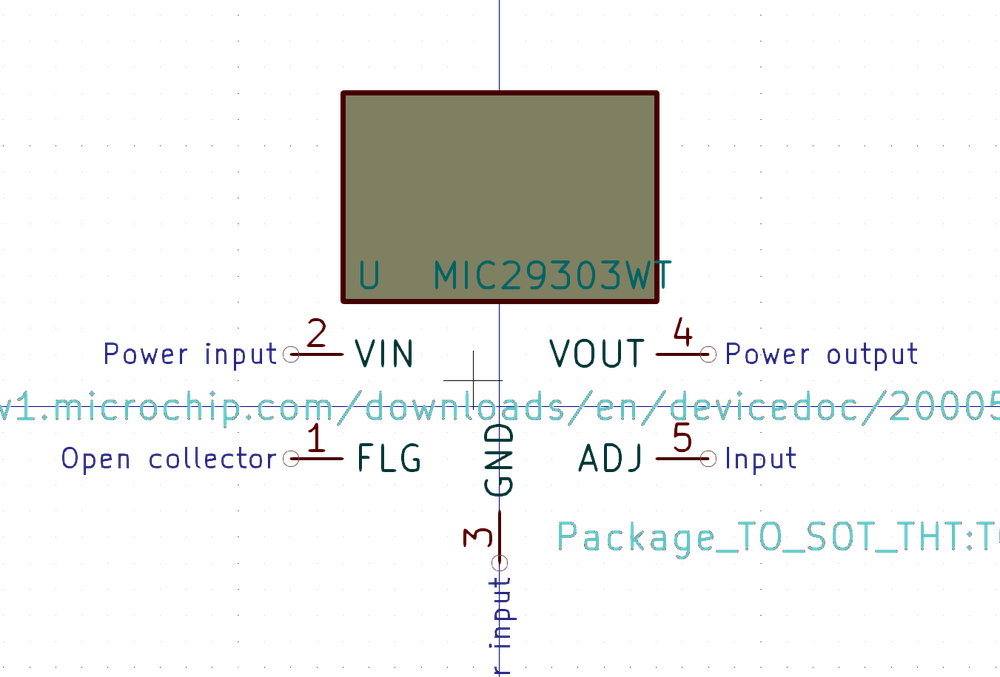 U MIC29303WT
Power input 2 VIN VOUT 4 Power output
w1.microchip.com/downloads/en/devicedoc/20005
Open collector 1 FLG GND ADJ 5 Input
3 Package_TO_SOT_THT:T
r input